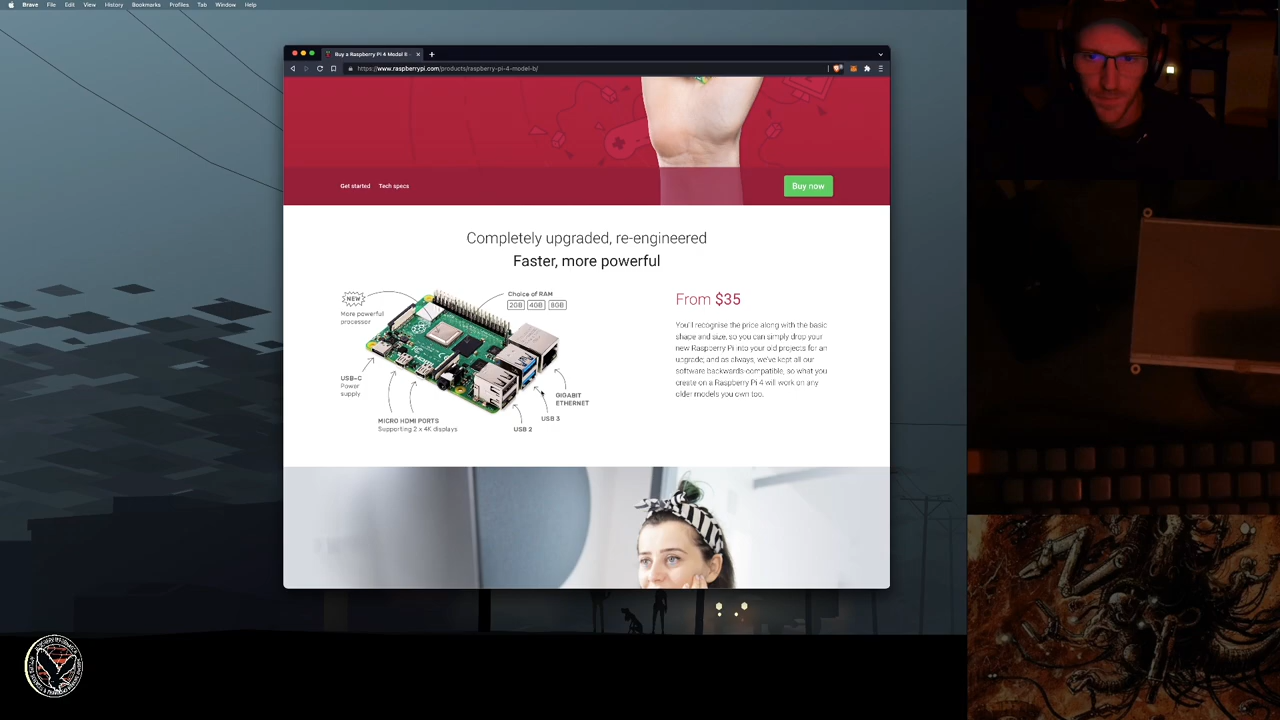 Brave File Edit View History Bookmarks Profiles Tab Window Help
Buy a Raspberry Pi 4 Model B
https://www.raspberrypi.com/products/raspberry-pi-4-model-b/
Get started Tech specs
Buy now
Completely upgraded, re-engineered
Faster, more powerful
NEW
More powerful
processor
Choice of RAM
2GB 4GB 8GB
USB-C
Power
supply
MICRO HDMI PORTS
Supporting 2 x 4K displays
USB 2
USB 3
GIGABIT
ETHERNET
From $35
You'll recognise the price along with the basic
shape and size, so you can simply drop your
new Raspberry Pi into your old projects for an
upgrade; and as always, we've kept all our
software backwards-compatible, so what you
create on a Raspberry Pi 4 will work on any
older models you own too.